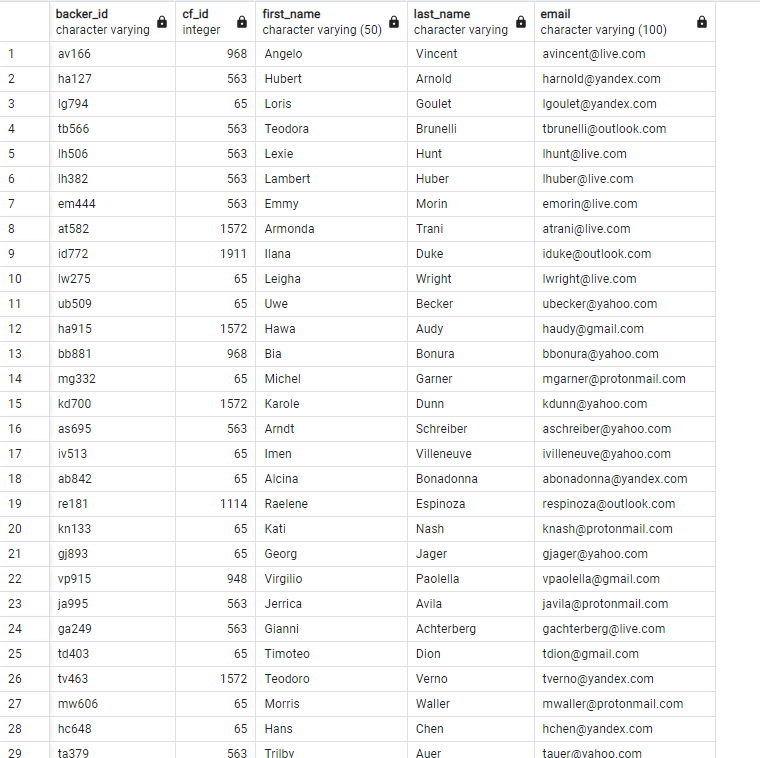 backer_id cf_id first_name last_name email
character varying integer character varying (50) character varying character varying (100)
1 av166 968 Angelo Vincent avincent@live.com
2 ha127 563 Hubert Arnold harnold@yandex.com
3 lg794 65 Loris Goulet lgoulet@yandex.com
4 tb566 563 Teodora Brunelli tbrunelli@outlook.com
5 lh506 563 Lexie Hunt lhunt@live.com
6 lh382 563 Lambert Huber lhuber@live.com
7 em444 563 Emmy Morin emorin@live.com
8 at582 1572 Armonda Trani atrani@live.com
9 id772 1911 Ilana Duke iduke@outlook.com
10 lw275 65 Leigha Wright lwright@live.com
11 ub509 65 Uwe Becker ubecker@yahoo.com
12 ha915 1572 Hawa Audy haudy@gmail.com
13 bb881 968 Bia Bonura bbonura@yahoo.com
14 mg332 65 Michel Garner mgarner@protonmail.com
15 kd700 1572 Karole Dunn kdunn@yahoo.com
16 as695 563 Arndt Schreiber aschreiber@yahoo.com
17 iv513 65 Imen Villeneuve ivilleneuve@yahoo.com
18 ab842 65 Alcina Bonadonna abonadonna@yandex.com
19 re181 1114 Raelene Espinoza respinoza@outlook.com
20 kn133 65 Kati Nash knash@protonmail.com
21 gj893 65 Georg Jager gjager@yahoo.com
22 vp915 948 Virgilio Paolella vpaolella@gmail.com
23 ja995 563 Jerrica Avila javila@protonmail.com
24 ga249 563 Gianni Achterberg gachterberg@live.com
25 td403 65 Timoteo Dion tdion@gmail.com
26 tv463 1572 Teodoro Verno tverno@yandex.com
27 mw606 65 Morris Waller mwaller@protonmail.com
28 hc648 65 Hans Chen hchen@yandex.com
29 ta379 563 Trilby Auer tauer@yahoo.com